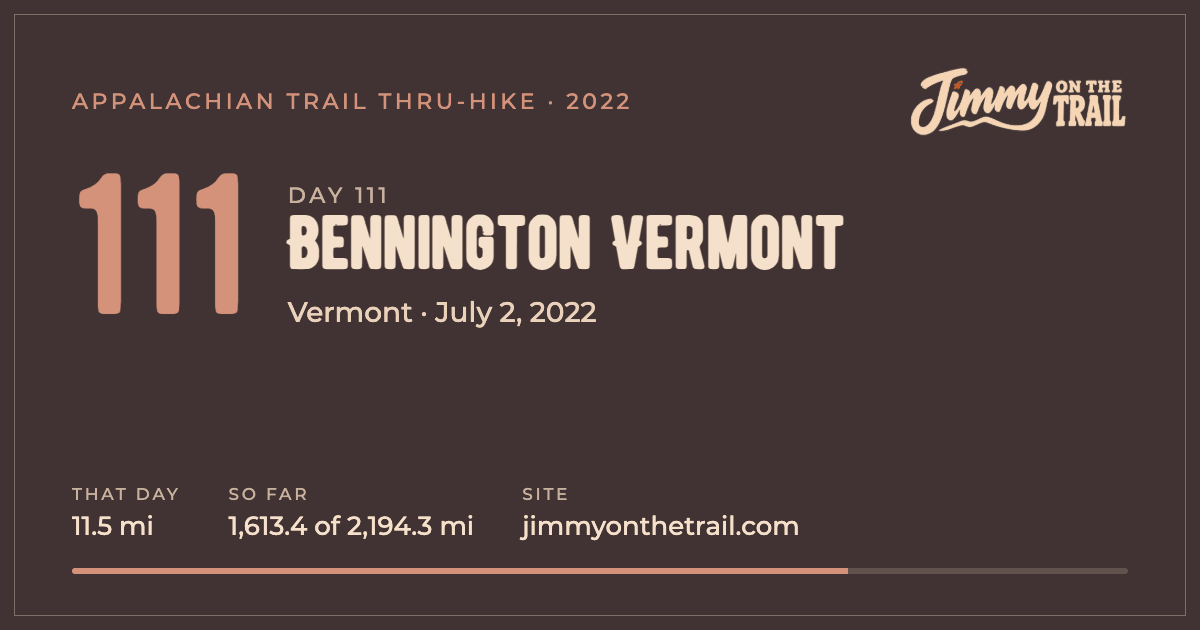 APPALACHIAN TRAIL THRU-HIKE · 2022
Jimmy ON THE TRAIL
111
DAY 111
BENNINGTON VERMONT
Vermont · July 2, 2022
THAT DAY
11.5 mi
SO FAR
1,613.4 of 2,194.3 mi
SITE
jimmyonthetrail.com